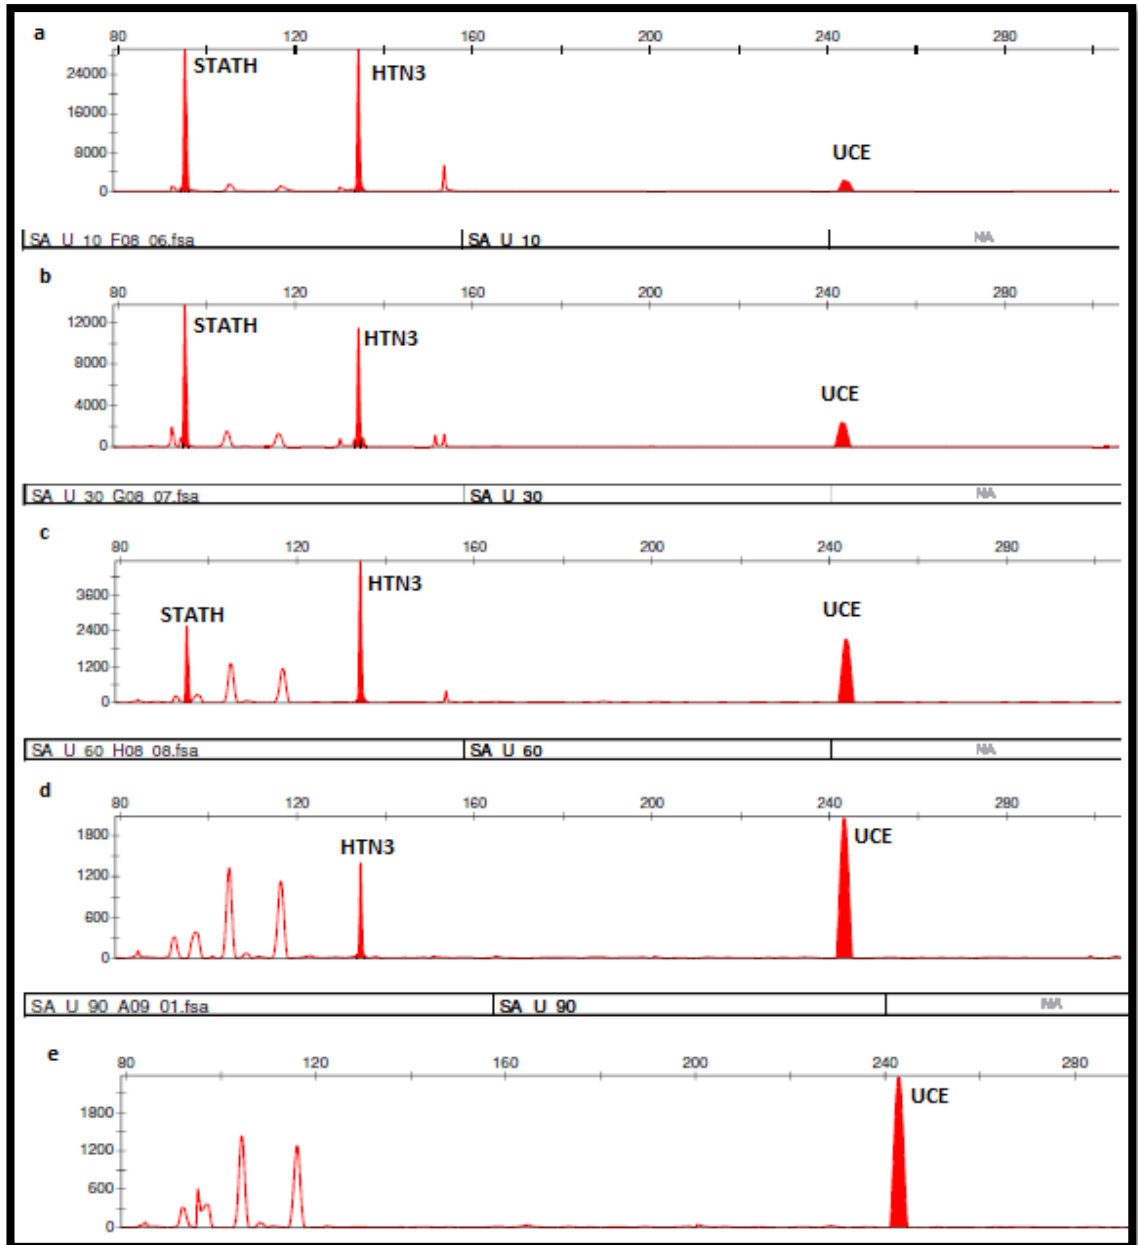 a
80 120 160 200 240 280
STATH HTN3
24000
16000
UCE
8000
0
SA_U_10_F08_06.fsa SA_U_10 NA
b
80 120 160 200 240 280
12000 STATH
HTN3
8000
UCE
4000
0
SA_U_30_G08_07.fsa SA_U_30 NA
c
80 120 160 200 240 280
HTN3
3600
STATH UCE
2400
1200
0
SA_U_60_H08_08.fsa SA_U_60 NA
d
80 120 160 200 240 280
1800 HTN3 UCE
1200
600
0
SA_U_90_A09_01.fsa SA_U_90 NA
e
80 120 160 200 240 280
UCE
1800
1200
600
0